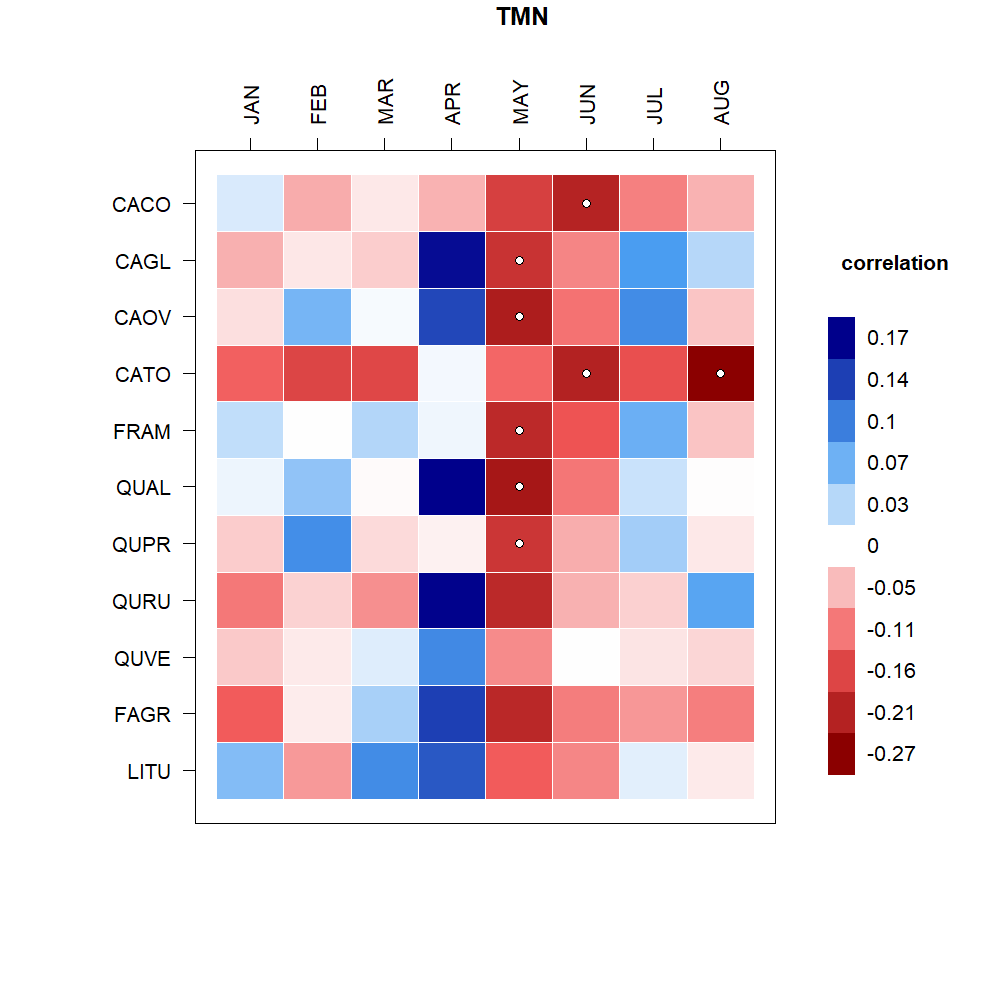 TMN
JAN FEB MAR APR MAY JUN JUL AUG
CACO
CAGL
CAOV
CATO
FRAM
QUAL
QUPR
QURU
QUVE
FAGR
LITU
correlation
0.17
0.14
0.1
0.07
0.03
0
-0.05
-0.11
-0.16
-0.21
-0.27